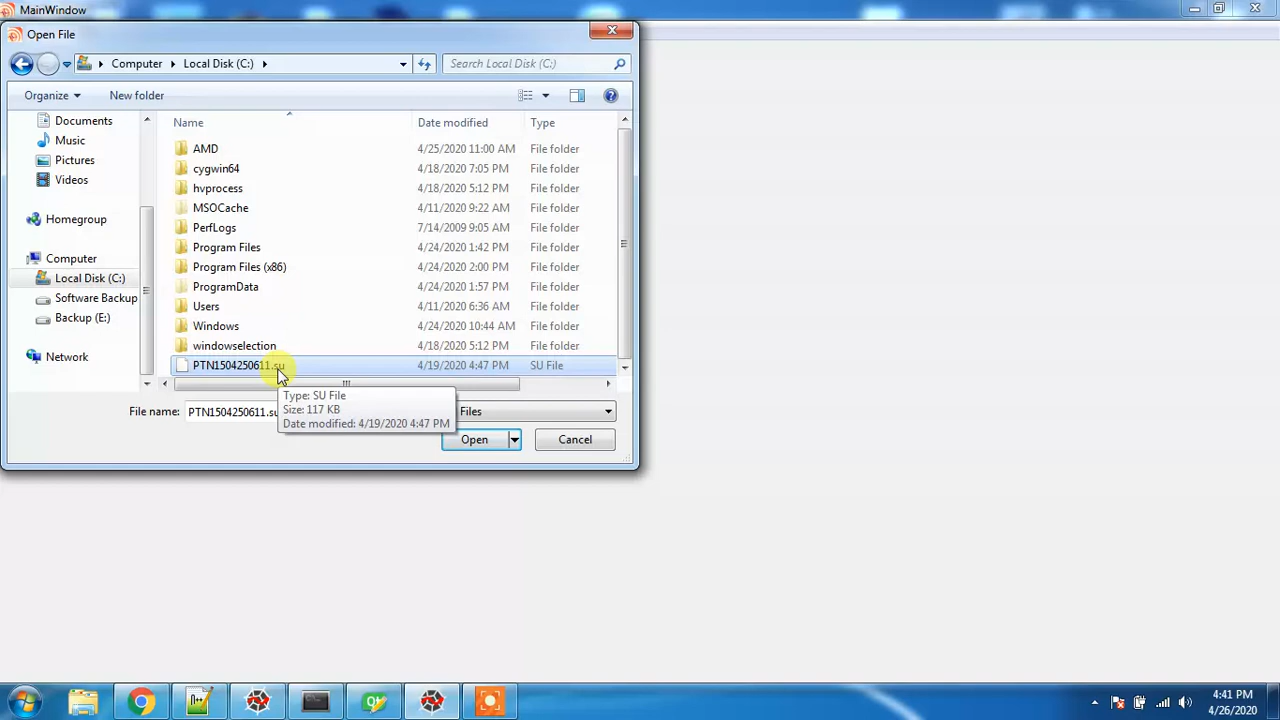 MainWindow
Open File
Computer Local Disk (C:)
Search Local Disk (C:)
Organize New folder
Documents
Music
Pictures
Videos
Homegroup
Computer
Local Disk (C:)
Software Backup
Backup (E:)
Network
Name Date modified Type
AMD 4/25/2020 11:00 AM File folder
cygwin64 4/18/2020 7:05 PM File folder
hvprocess 4/18/2020 5:12 PM File folder
MSOCache 4/11/2020 9:22 AM File folder
PerfLogs 7/14/2009 9:05 AM File folder
Program Files 4/24/2020 1:42 PM File folder
Program Files (x86) 4/24/2020 2:00 PM File folder
ProgramData 4/24/2020 1:57 PM File folder
Users 4/11/2020 6:36 AM File folder
Windows 4/24/2020 10:44 AM File folder
windowselection 4/18/2020 5:12 PM File folder
PTN1504250611.su 4/19/2020 4:47 PM SU File
Type: SU File
Size: 117 KB
Date modified: 4/19/2020 4:47 PM
File name: PTN1504250611.su Files
Open Cancel
4:41 PM
4/26/2020